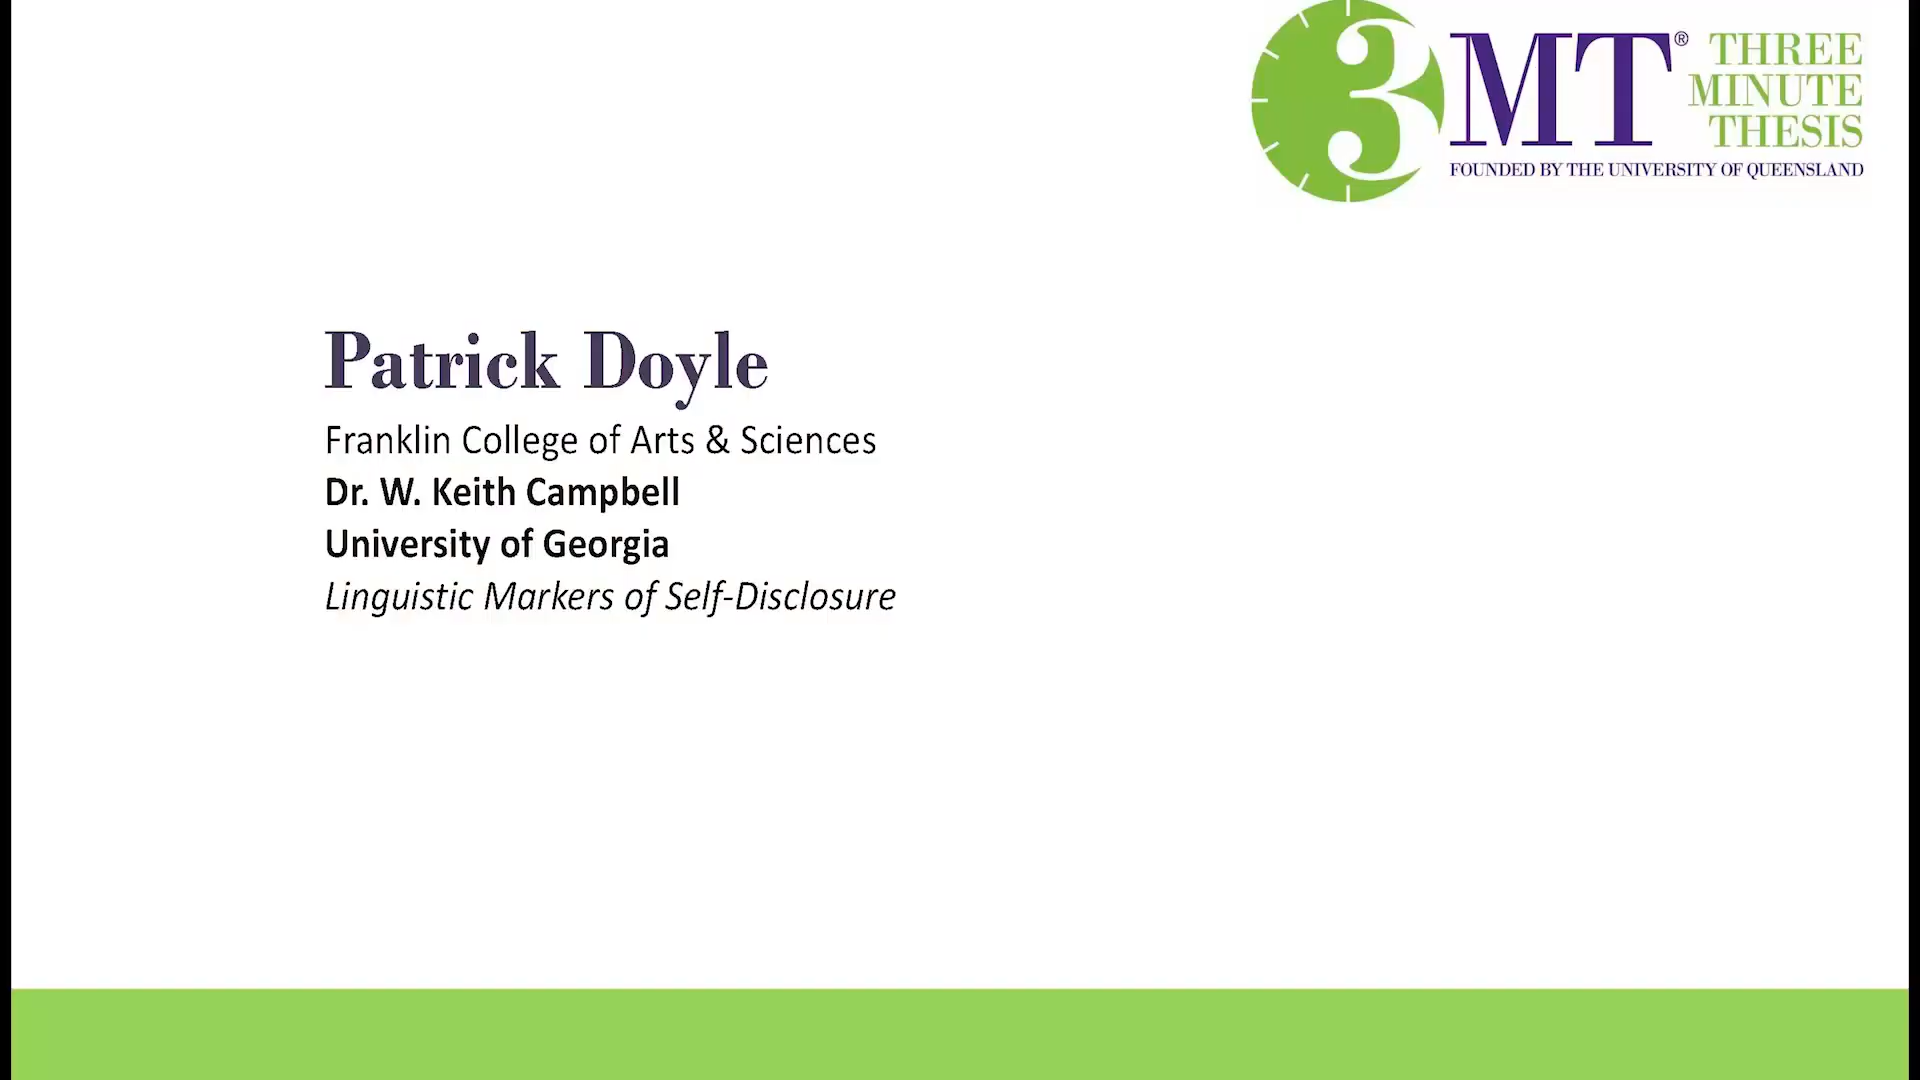 3MT® THREE
MINUTE
THESIS
FOUNDED BY THE UNIVERSITY OF QUEENSLAND
Patrick Doyle
Franklin College of Arts & Sciences
Dr. W. Keith Campbell
University of Georgia
Linguistic Markers of Self-Disclosure